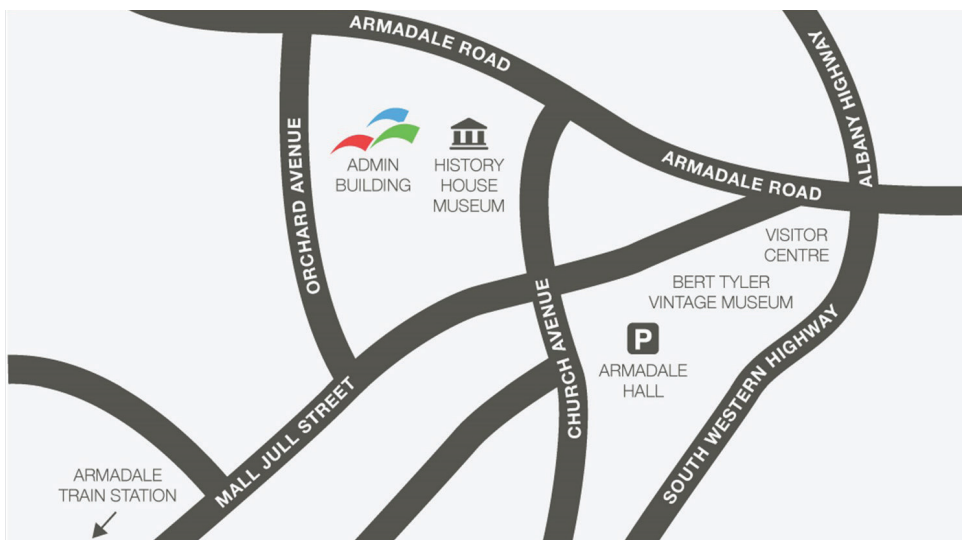 ARMADALE ROAD
ALBANY HIGHWAY
ORCHARD AVENUE
ADMIN
BUILDING
HISTORY
HOUSE
MUSEUM
ARMADALE ROAD
VISITOR
CENTRE
BERT TYLER
VINTAGE MUSEUM
CHURCH AVENUE
P
ARMADALE
HALL
SOUTH WESTERN HIGHWAY
MALL JULL STREET
ARMADALE
TRAIN STATION